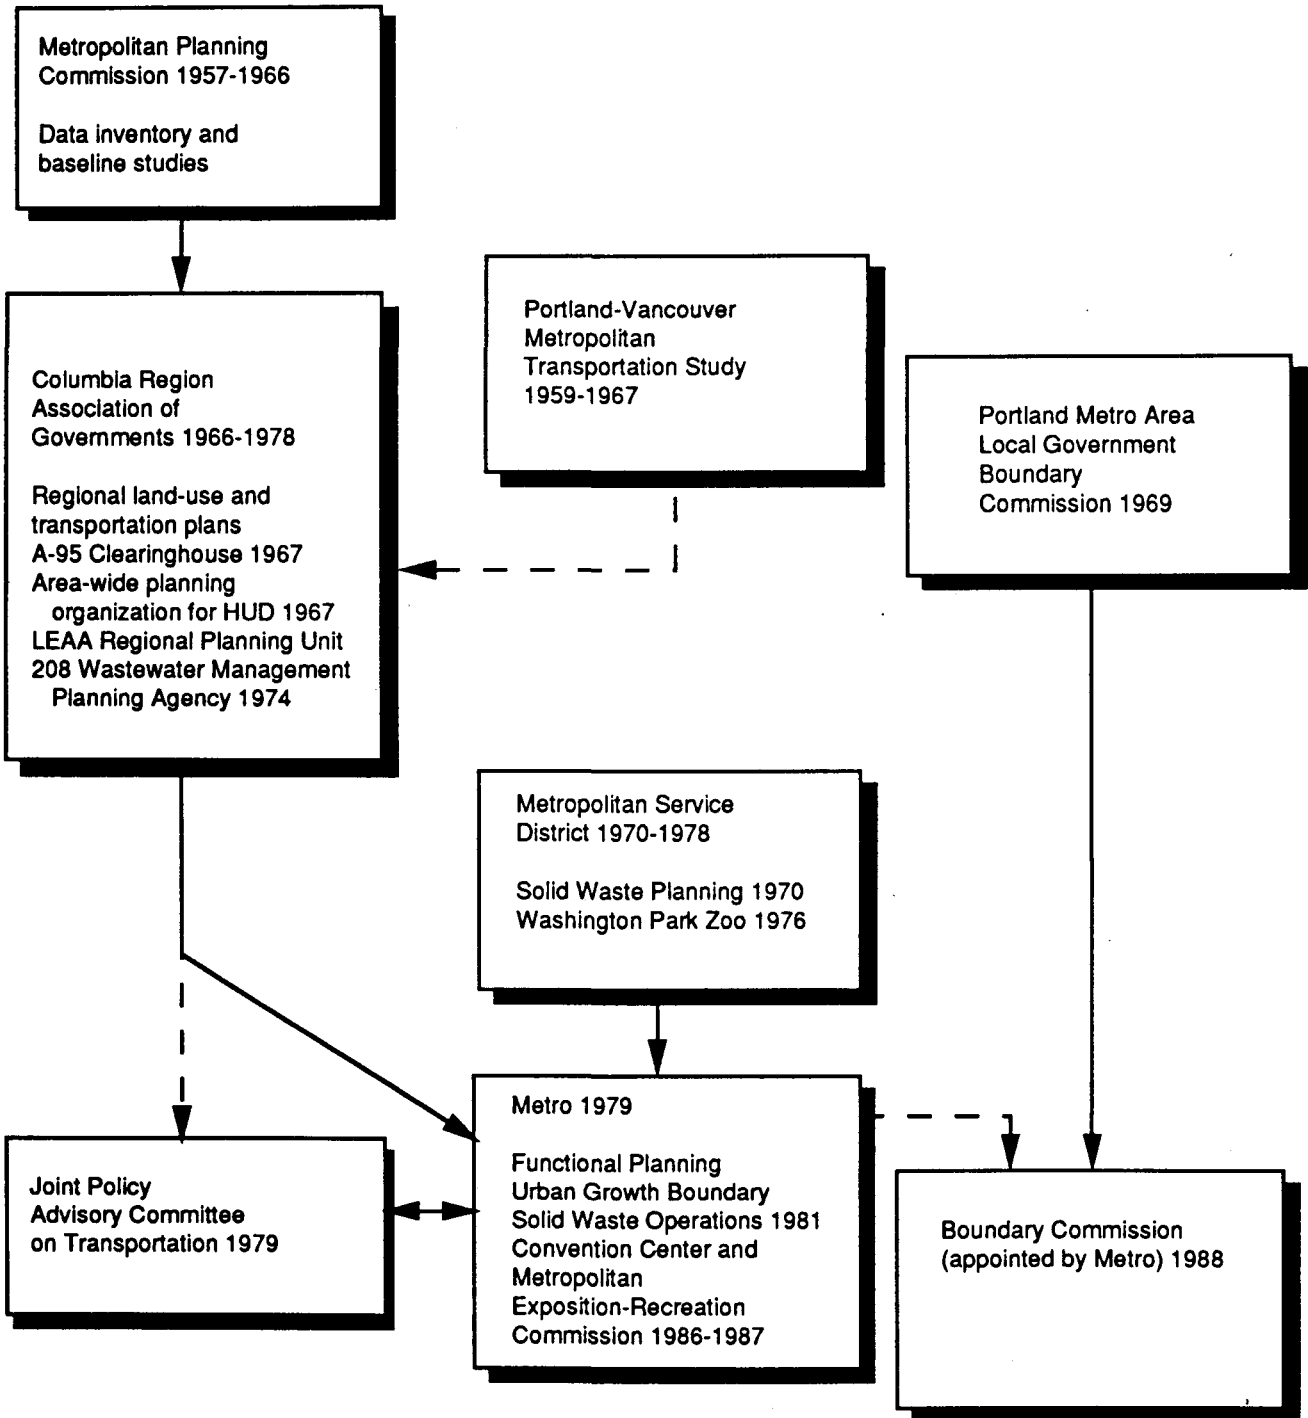 Metropolitan Planning
Commission 1957-1966
Data inventory and
baseline studies
Columbia Region
Association of
Governments 1966-1978
Regional land-use and
transportation plans
A-95 Clearinghouse 1967
Area-wide planning
organization for HUD 1967
LEAA Regional Planning Unit
208 Wastewater Management
Planning Agency 1974
Portland-Vancouver
Metropolitan
Transportation Study
1959-1967
Portland Metro Area
Local Government
Boundary
Commission 1969
Metropolitan Service
District 1970-1978
Solid Waste Planning 1970
Washington Park Zoo 1976
Joint Policy
Advisory Committee
on Transportation 1979
Metro 1979
Functional Planning
Urban Growth Boundary
Solid Waste Operations 1981
Convention Center and
Metropolitan
Exposition-Recreation
Commission 1986-1987
Boundary Commission
(appointed by Metro) 1988